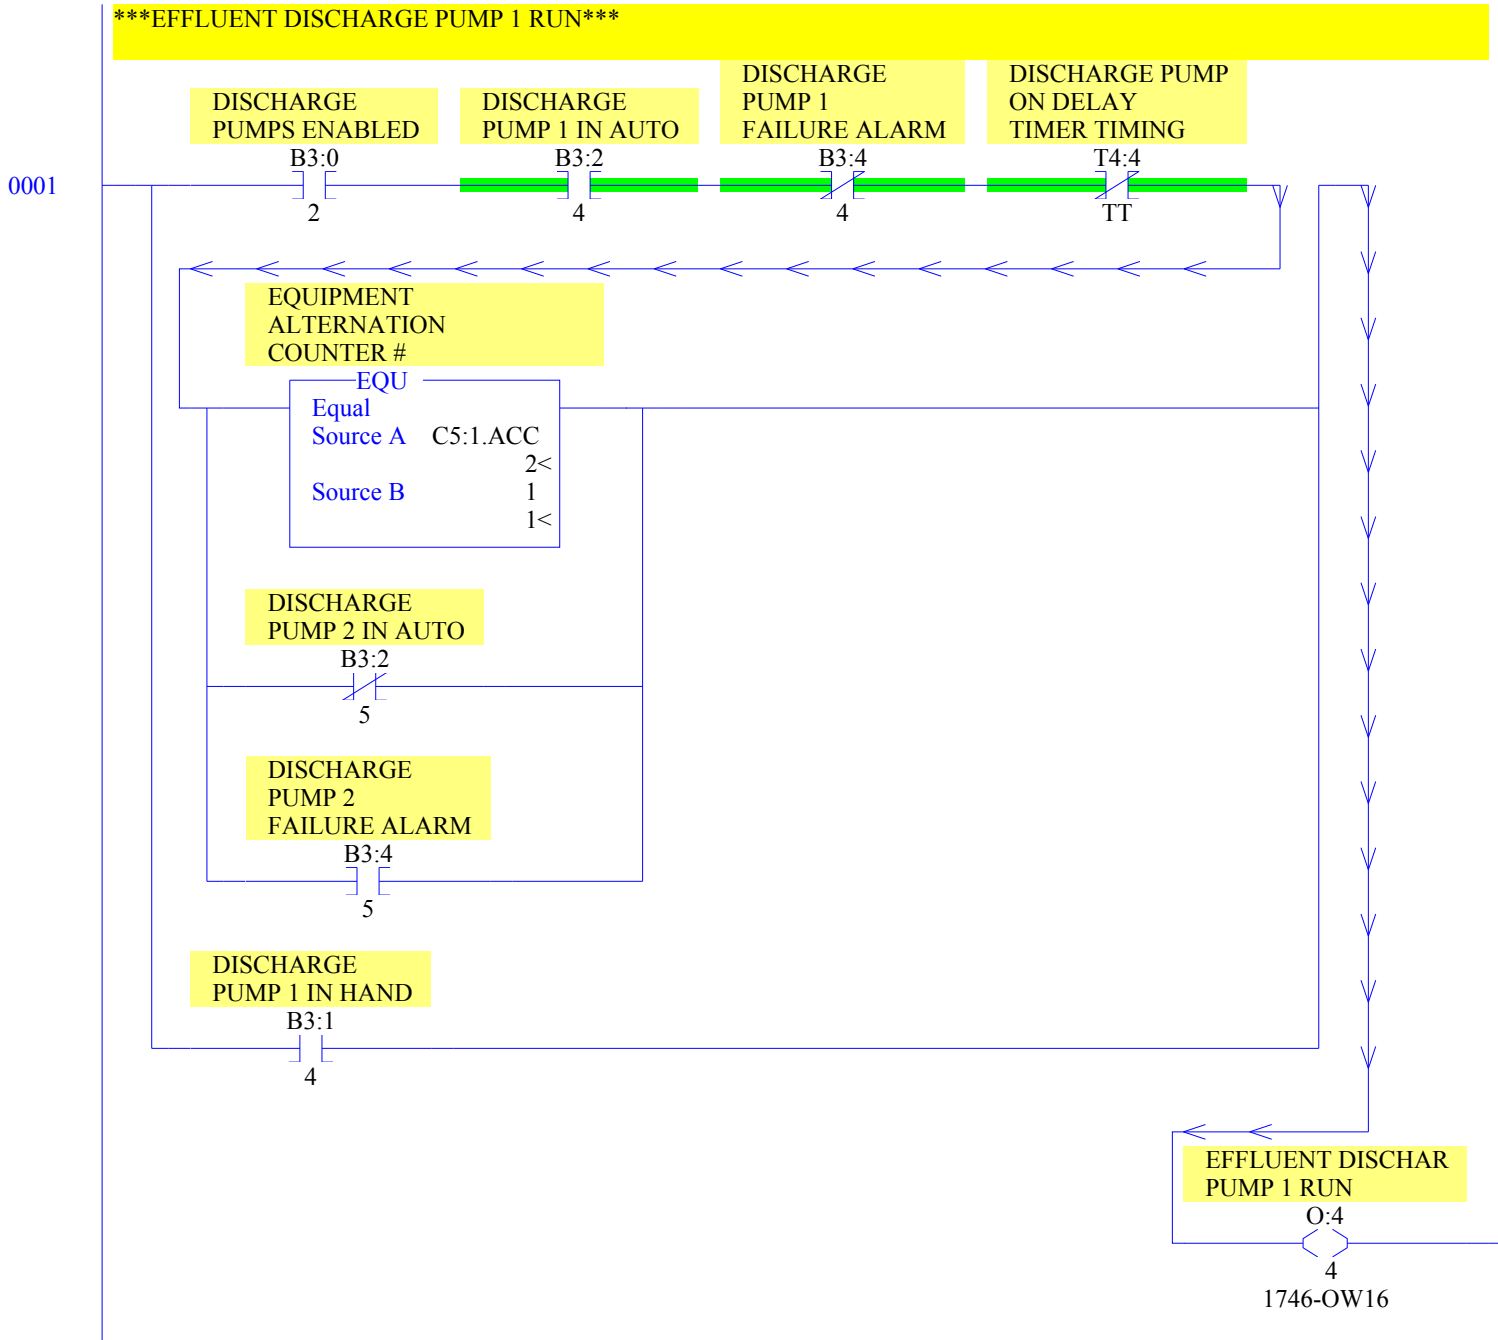 ***EFFLUENT DISCHARGE PUMP 1 RUN***
DISCHARGE
PUMPS ENABLED
B3:0
2
DISCHARGE
PUMP 1 IN AUTO
B3:2
4
DISCHARGE
PUMP 1
FAILURE ALARM
B3:4
4
DISCHARGE PUMP
ON DELAY
TIMER TIMING
T4:4
TT
0001
EQUIPMENT
ALTERNATION
COUNTER #
EQU
Equal
Source A C5:1.ACC
2<
Source B 1
1<
DISCHARGE
PUMP 2 IN AUTO
B3:2
5
DISCHARGE
PUMP 2
FAILURE ALARM
B3:4
5
DISCHARGE
PUMP 1 IN HAND
B3:1
4
EFFLUENT DISCHAR
PUMP 1 RUN
O:4
4
1746-OW16